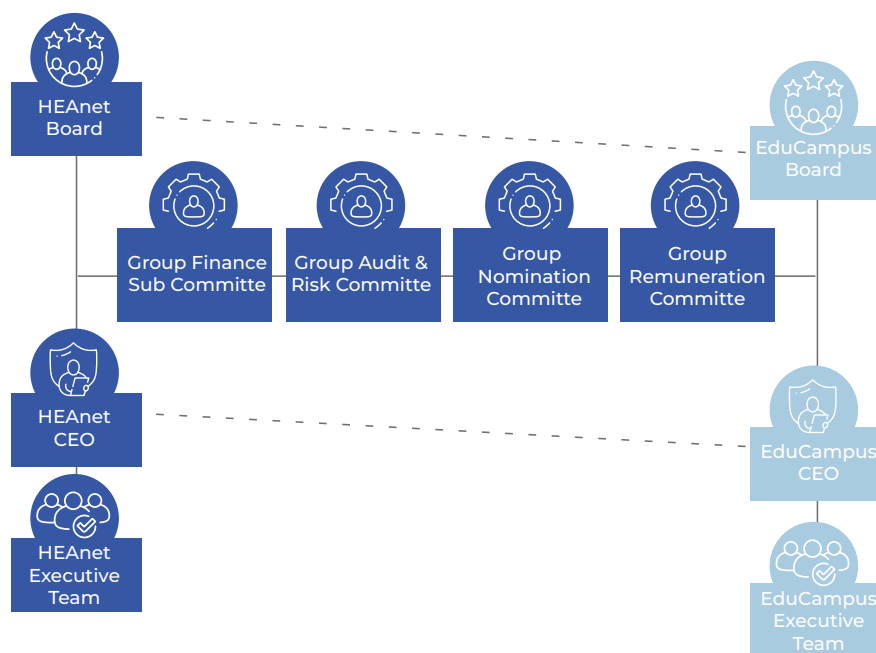 HEAnet
Board
EduCampus
Board
Group Finance
Sub Committe
Group Audit &
Risk Committe
Group
Nomination
Committe
Group
Remuneration
Committe
HEAnet
CEO
EduCampus
CEO
HEAnet
Executive
Team
EduCampus
Executive
Team